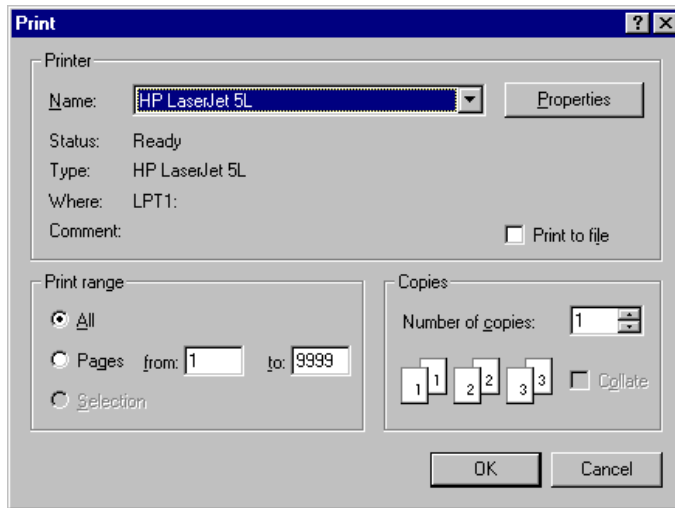 Print
Printer
Name: HP LaserJet 5L Properties
Status: Ready
Type: HP LaserJet 5L
Where: LPT1:
Comment: Print to file
Print range
All
Pages from: 1 to: 9999
Selection
Copies
Number of copies: 1
1 1 2 2 3 3 Collate
OK Cancel